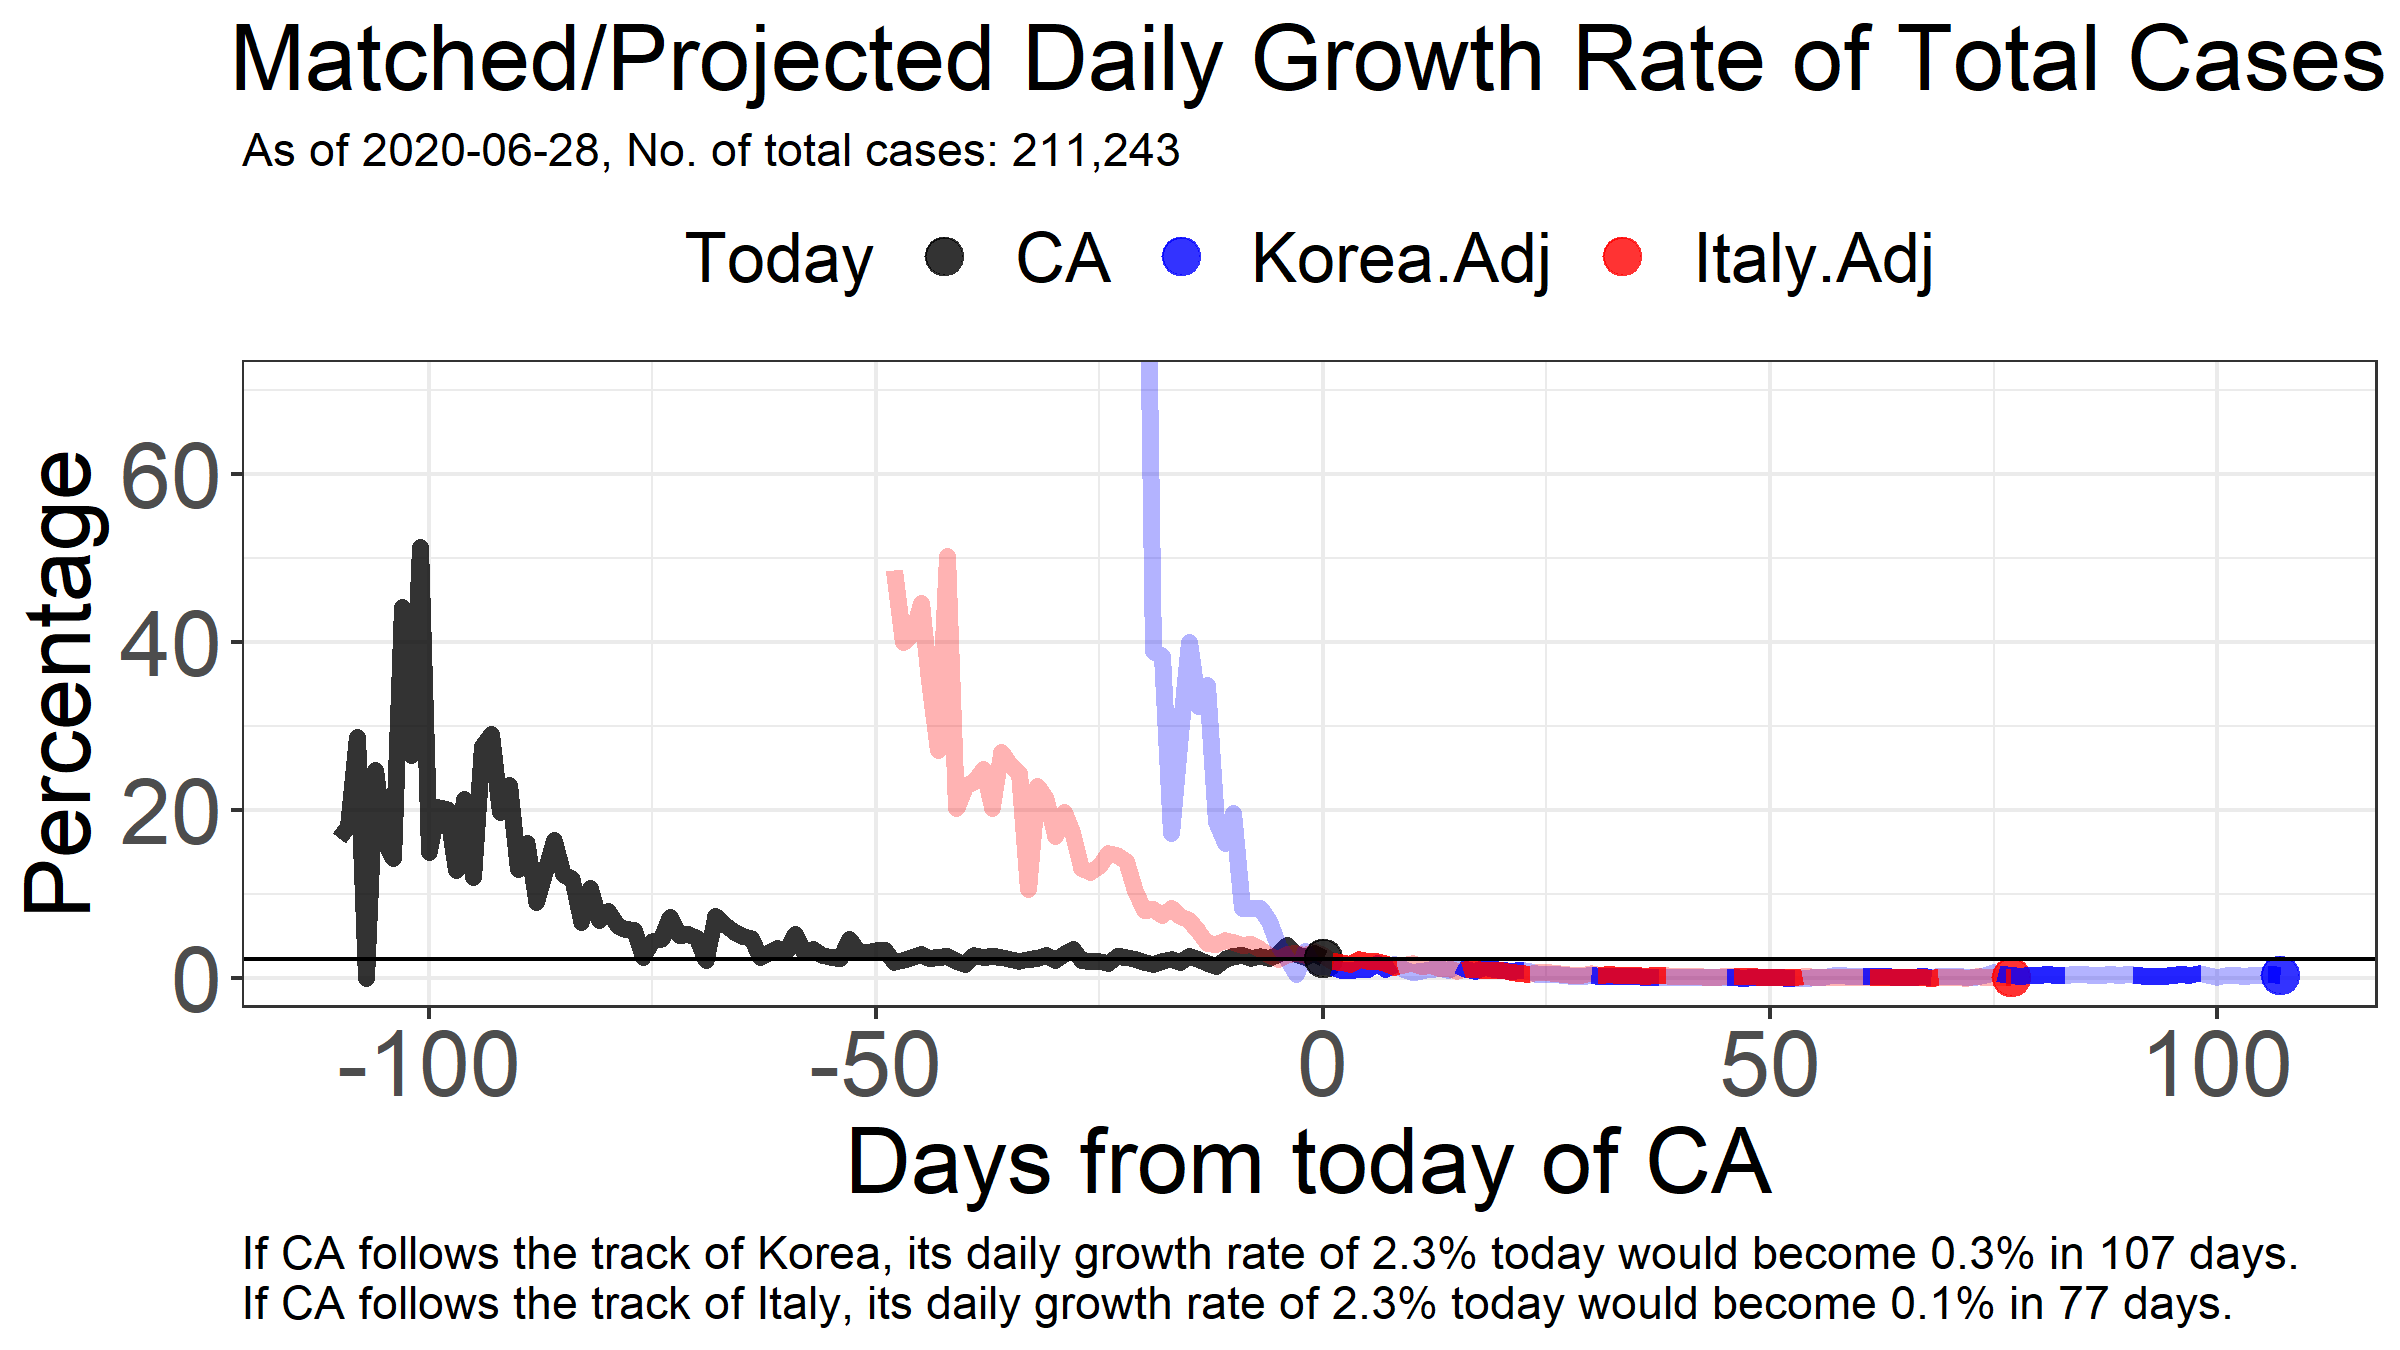 Matched/Projected Daily Growth Rate of Total Cases
As of 2020-06-28, No. of total cases: 211,243
Today CA Korea.Adj Italy.Adj
Percentage
60
40
20
0
-100 -50 0 50 100
Days from today of CA
If CA follows the track of Korea, its daily growth rate of 2.3% today would become 0.3% in 107 days.
If CA follows the track of Italy, its daily growth rate of 2.3% today would become 0.1% in 77 days.